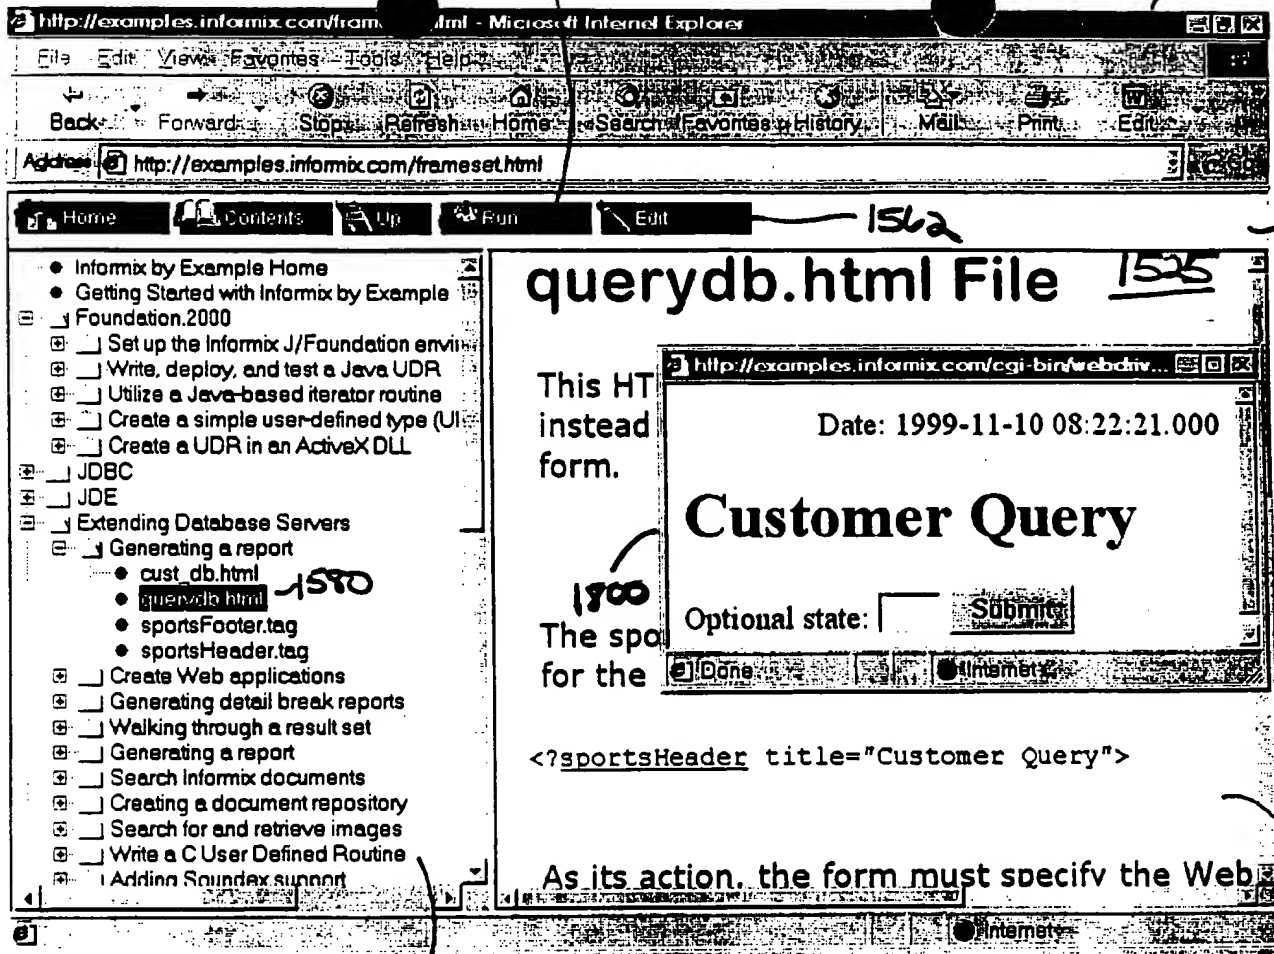 http://examples.informix.com/fram html - Microsoft Internet Explorer
File Edit View Favorites Tools Help
Back Forward Stop Refresh Home Search Favorites History Mail Print Edit
Address http://examples.informix.com/frameset.html
Home Contents Up Run Edit 1562
Informix by Example Home
Getting Started with Informix by Example
Foundation.2000
Set up the Informix J/Foundation envi
Write, deploy, and test a Java UDR
Utilize a Java-based iterator routine
Create a simple user-defined type (U
Create a UDR in an ActiveX DLL
JDBC
JDE
Extending Database Servers
Generating a report
cust_db.html
querydb.html 1580
sportsFooter.tag
sportsHeader.tag
Create Web applications
Generating detail break reports
Walking through a result set
Generating a report
Search Informix documents
Creating a document repository
Search for and retrieve images
Write a C User Defined Routine
Adding Soundex support
querydb.html File 1525
This HT
instead
form.
1800
The spo
for the
http://examples.informix.com/cgi-bin/webdriv...
Date: 1999-11-10 08:22:21.000
Customer Query
Optional state: Submit
Done Internet
<?sportsHeader title="Customer Query">
As its action, the form must specify the Web
Internet